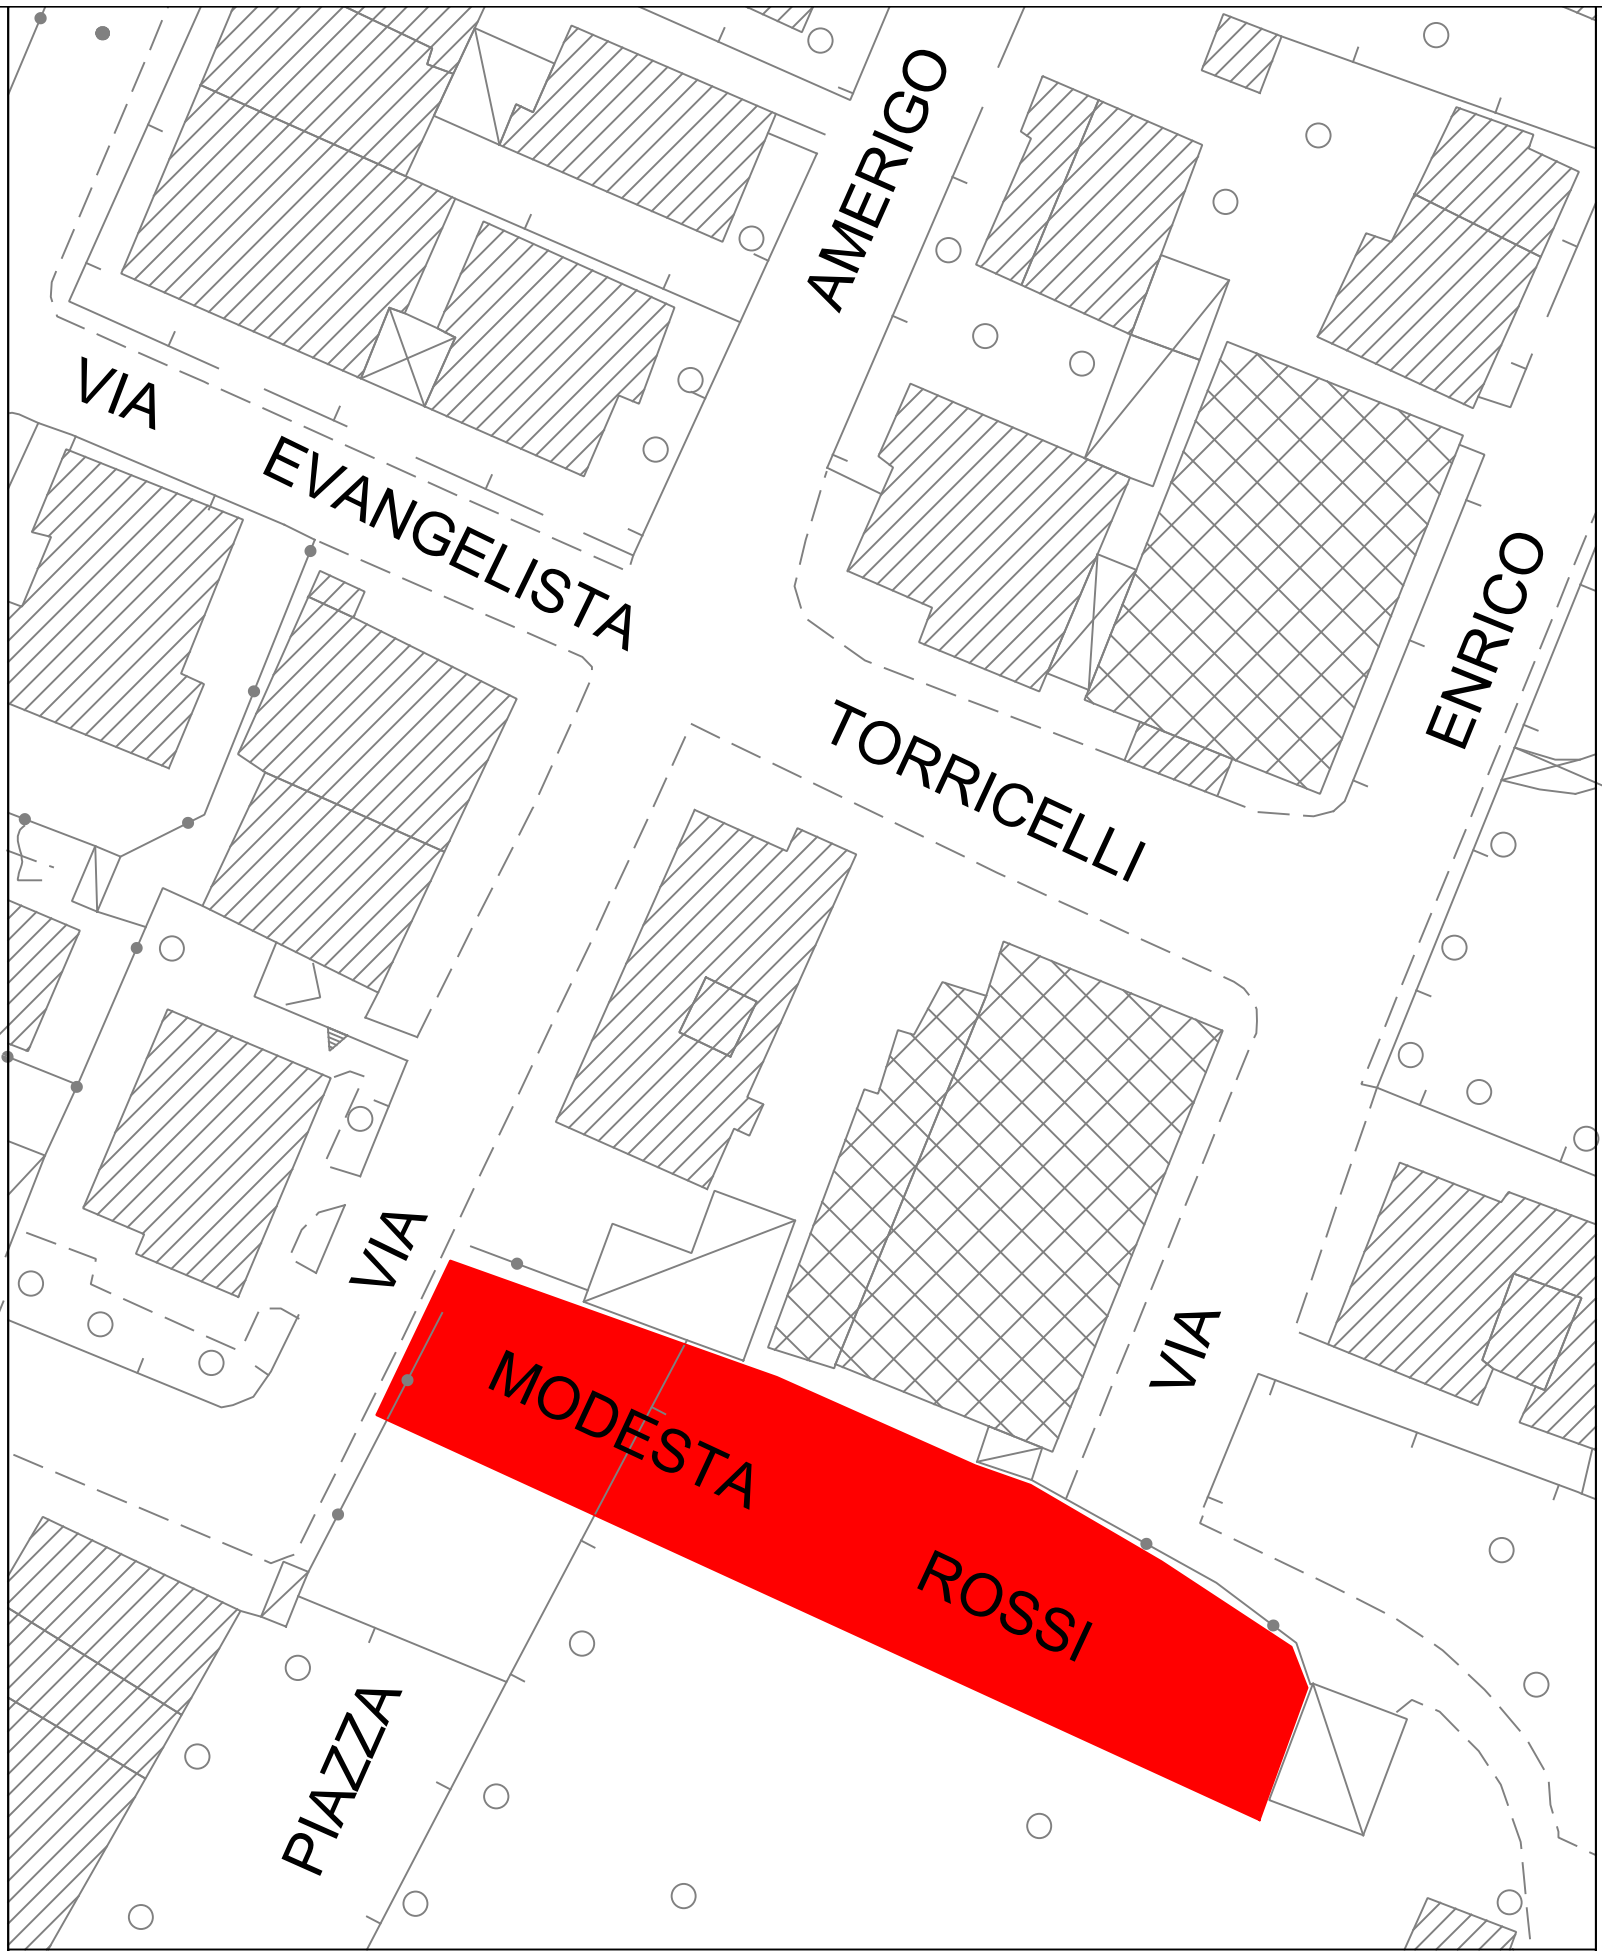 AMERIGO
VIA
EVANGELISTA
ENRICO
TORRICELLI
VIA
VIA
MODESTA
ROSSI
PIAZZA